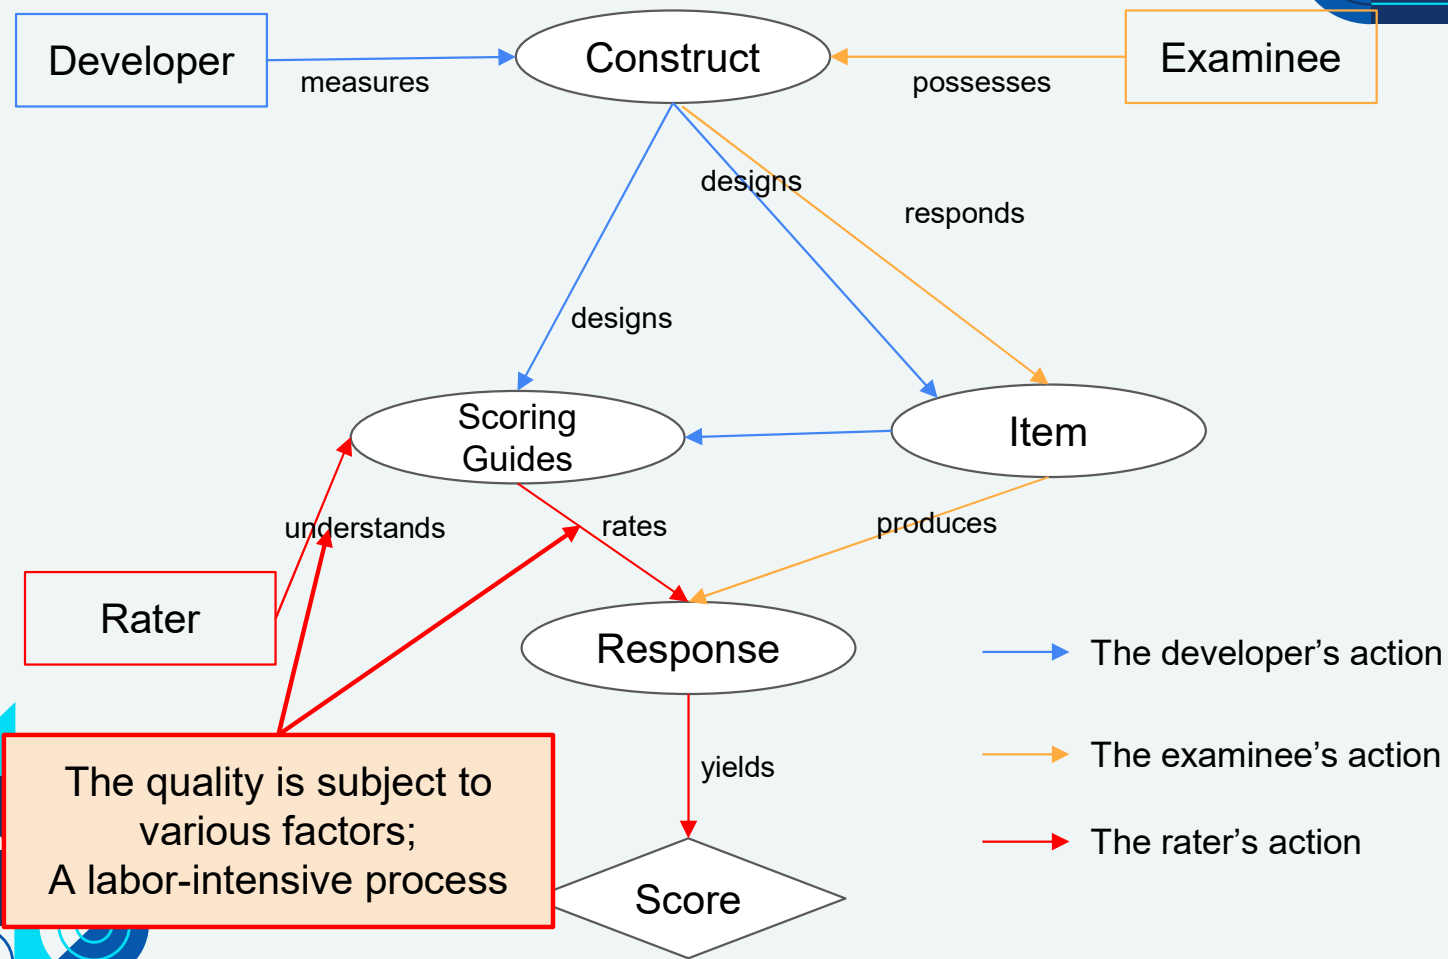 Developer
measures
Construct
possesses
Examinee
designs
responds
designs
Scoring
Guides
Item
understands
rates
produces
Rater
Response
The developer’s action
The quality is subject to
various factors;
A labor-intensive process
yields
The examinee’s action
The rater’s action
Score